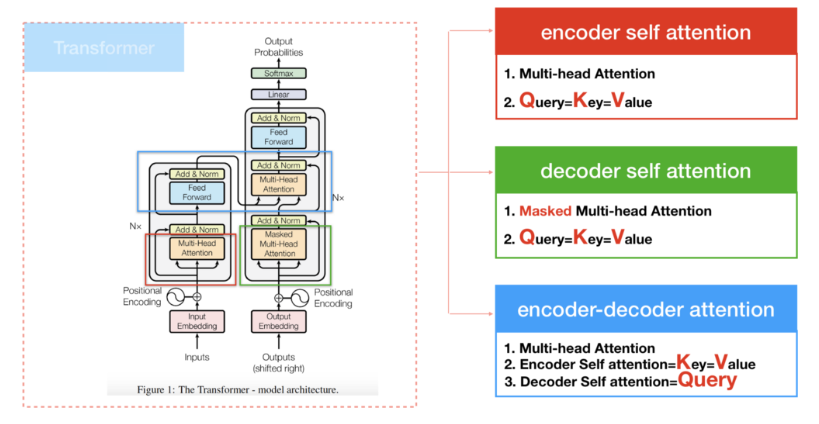 Transformer
Output
Probabilities
Softmax
Linear
Add & Norm
Feed
Forward
Add & Norm
Multi-Head
Attention
Add & Norm
Feed
Forward
N×
Add & Norm
Masked
Multi-Head
Attention
N×
Add & Norm
Multi-Head
Attention
Positional
Encoding
Positional
Encoding
Input
Embedding
Output
Embedding
Inputs
Outputs
(shifted right)
Figure 1: The Transformer - model architecture.
encoder self attention
1. Multi-head Attention
2. Query=Key=Value
decoder self attention
1. Masked Multi-head Attention
2. Query=Key=Value
encoder-decoder attention
1. Multi-head Attention
2. Encoder Self attention=Key=Value
3. Decoder Self attention=Query